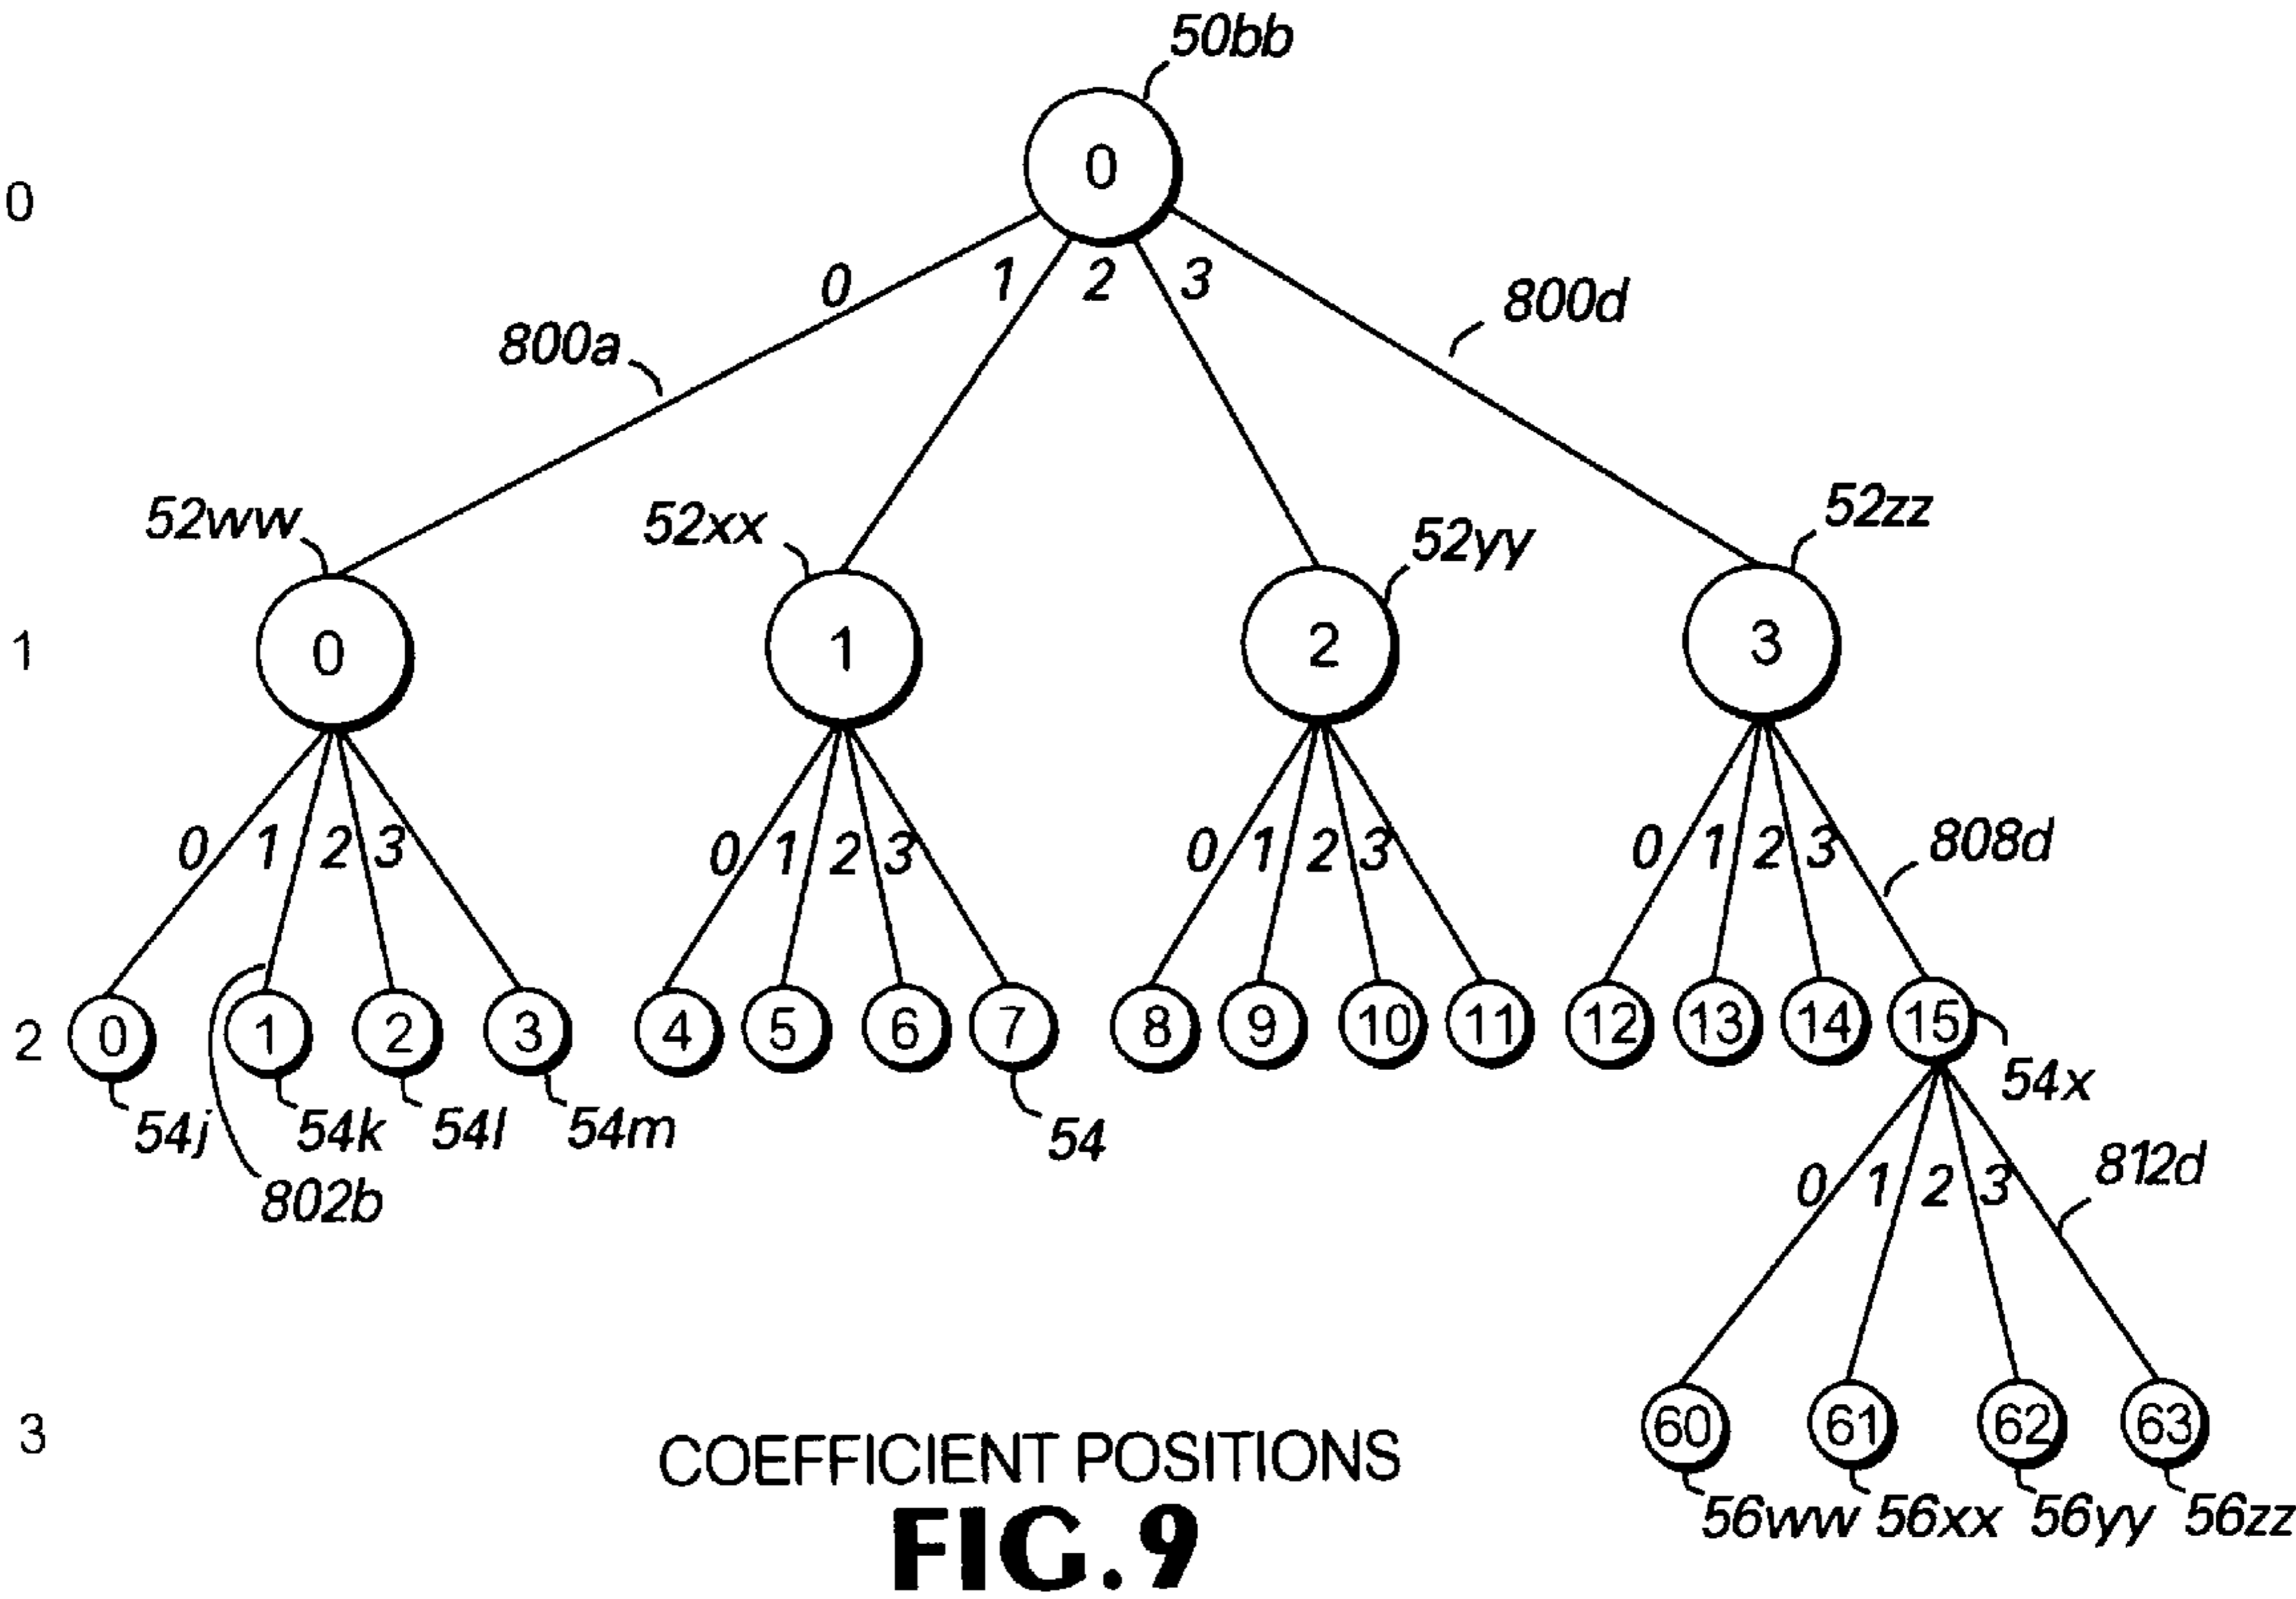 50bb
0
0
0 1 2 3
800d
800a
52ww 52xx 52yy 52zz
1
0 1 2 3
0 1 2 3 0 1 2 3 0 1 2 3 0 1 2 3
808d
2
0 1 2 3 4 5 6 7 8 9 10 11 12 13 14 15
54j 54k 54l 54m 54 54x
802b
0 1 2 3
812d
3
60 61 62 63
56ww 56xx 56yy 56zz
COEFFICIENT POSITIONS
FIG.9